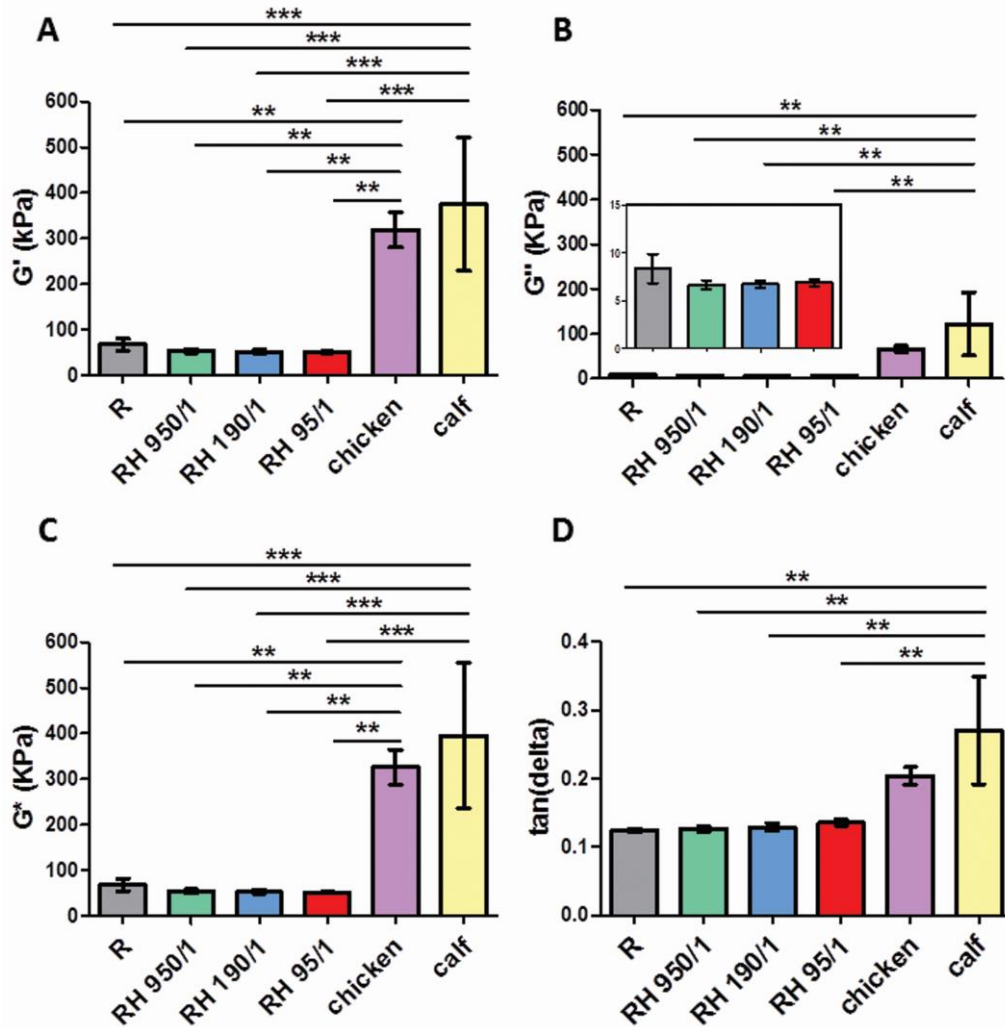 A
***
***
***
***
**
**
**
**
600
500
400
300
200
100
0
G' (kPa)
R
RH 950/1
RH 190/1
RH 95/1
chicken
calf
B
**
**
**
**
600
500
400
300
200
100
0
G'' (KPa)
15
10
5
0
R
RH 950/1
RH 190/1
RH 95/1
chicken
calf
C
***
***
***
***
**
**
**
**
600
500
400
300
200
100
0
G* (KPa)
R
RH 950/1
RH 190/1
RH 95/1
chicken
calf
D
**
**
**
**
0.4
0.3
0.2
0.1
0.0
tan(delta)
R
RH 950/1
RH 190/1
RH 95/1
chicken
calf